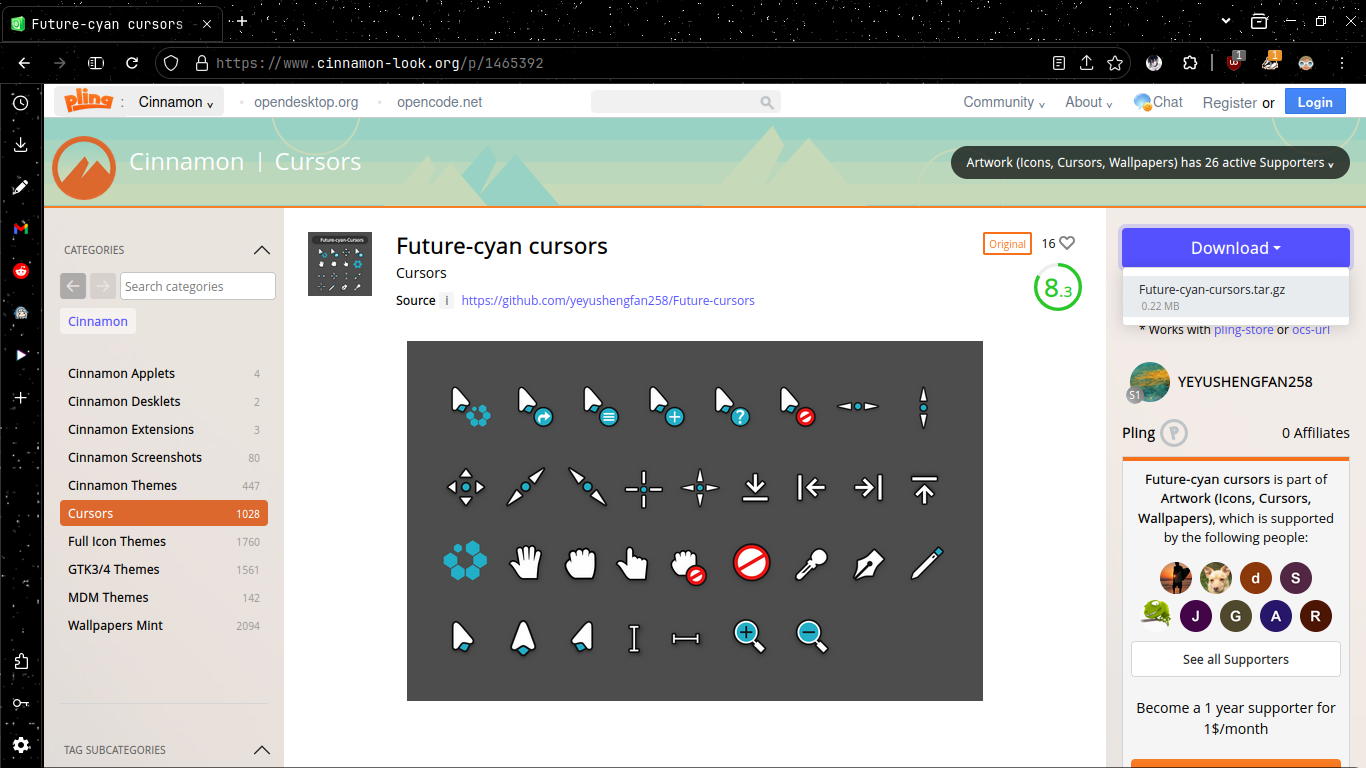 Future-cyan cursors
https://www.cinnamon-look.org/p/1465392
1
1
pling : Cinnamon
opendesktop.org
opencode.net
Community
About
Chat
Register or
Login
Cinnamon | Cursors
Artwork (Icons, Cursors, Wallpapers) has 26 active Supporters
CATEGORIES
Search categories
Cinnamon
Cinnamon Applets 4
Cinnamon Desklets 2
Cinnamon Extensions 3
Cinnamon Screenshots 80
Cinnamon Themes 447
Cursors 1028
Full Icon Themes 1760
GTK3/4 Themes 1561
MDM Themes 142
Wallpapers Mint 2094
TAG SUBCATEGORIES
Future-cyan-Cursors
Future-cyan cursors
Cursors
Source i https://github.com/yeyushengfan258/Future-cursors
Original
16
8.3
?
Download
Future-cyan-cursors.tar.gz
0.22 MB
* Works with pling-store or ocs-url
S1
YEYUSHENGFAN258
Pling P 0 Affiliates
Future-cyan cursors is part of
Artwork (Icons, Cursors,
Wallpapers), which is supported
by the following people:
d S
J G A R
See all Supporters
Become a 1 year supporter for
1$/month